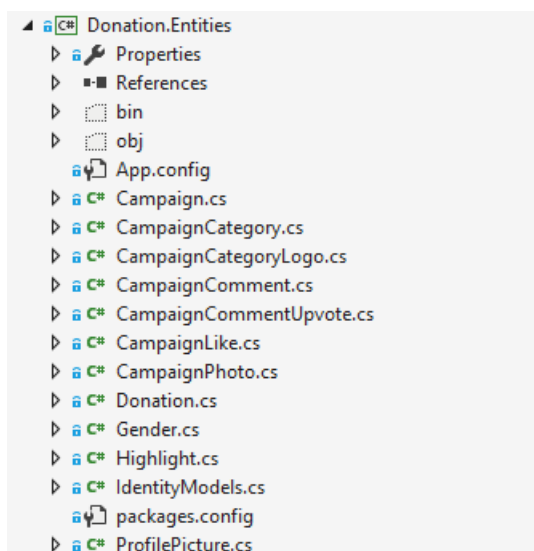 C# Donation.Entities
Properties
References
bin
obj
App.config
C# Campaign.cs
C# CampaignCategory.cs
C# CampaignCategoryLogo.cs
C# CampaignComment.cs
C# CampaignCommentUpvote.cs
C# CampaignLike.cs
C# CampaignPhoto.cs
C# Donation.cs
C# Gender.cs
C# Highlight.cs
C# IdentityModels.cs
packages.config
C# ProfilePicture.cs